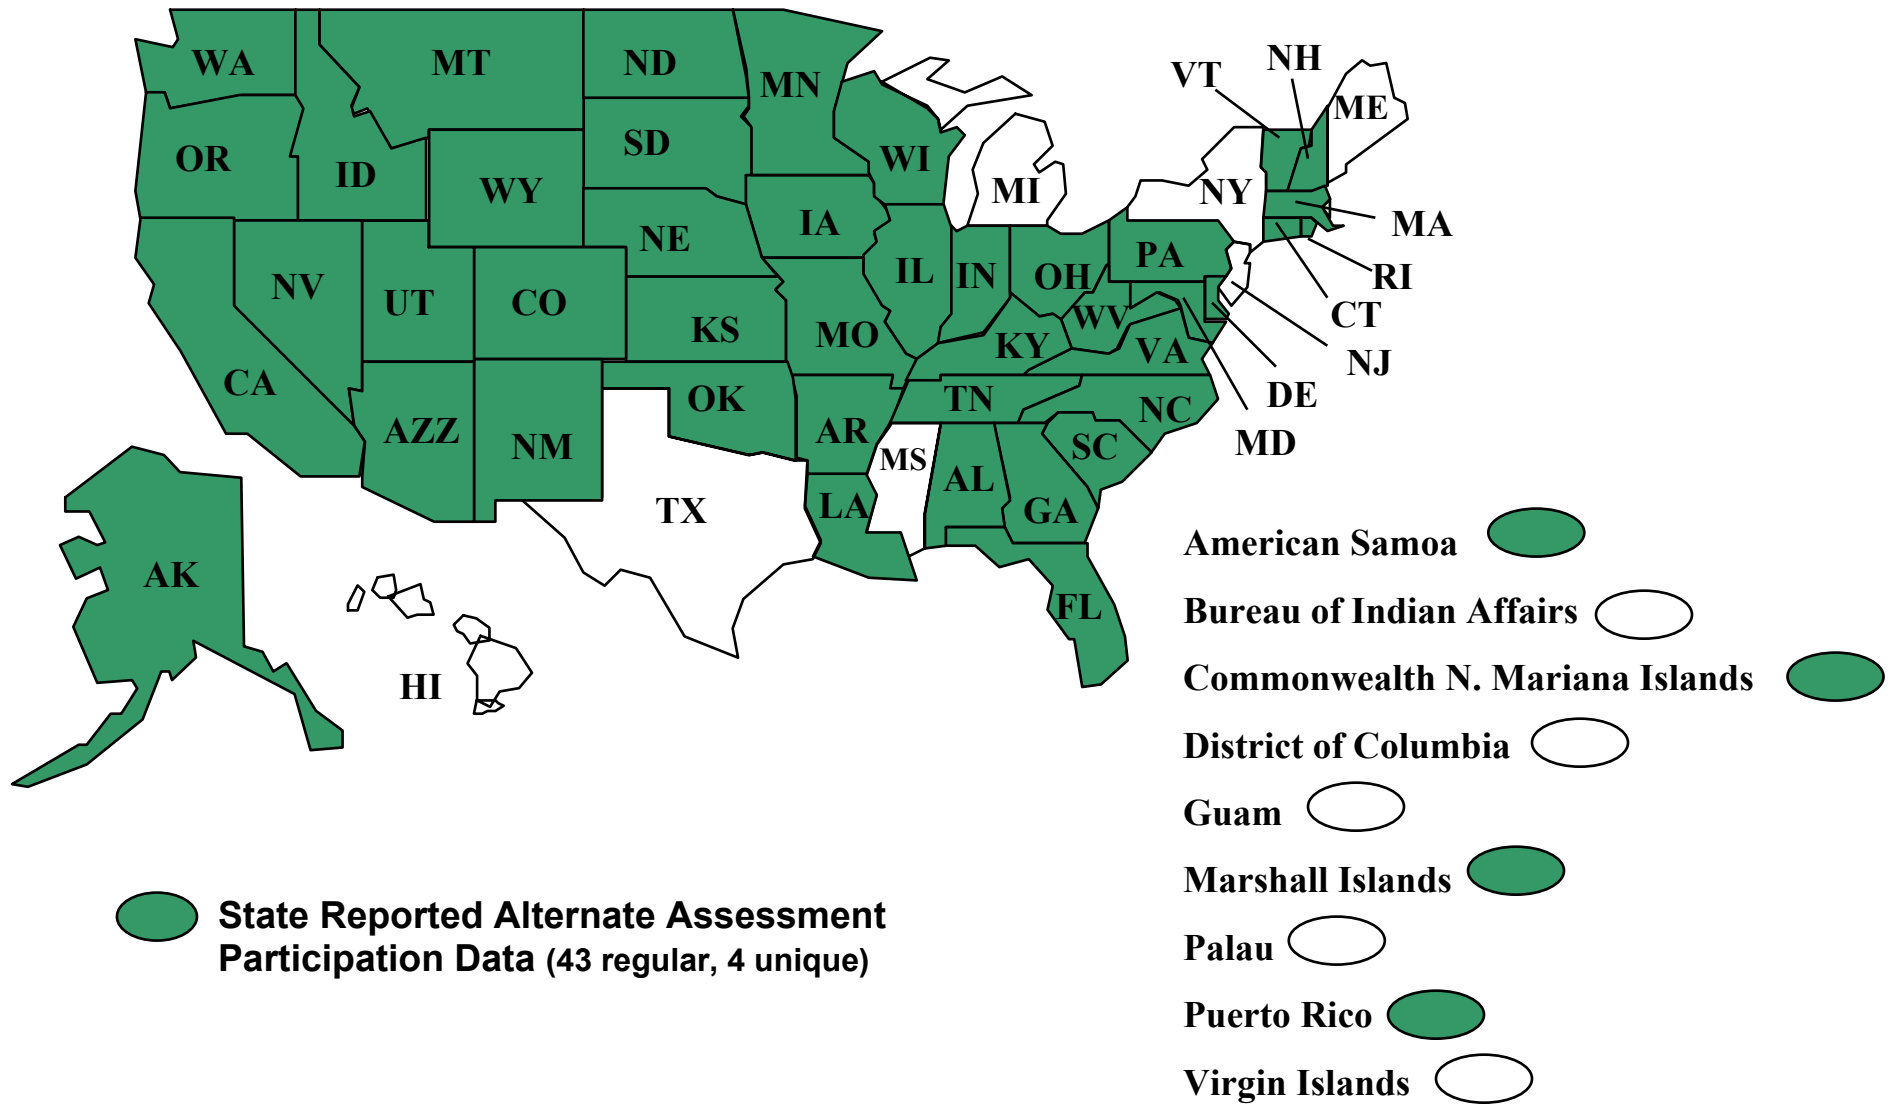 WA
MT
ND
MN
VT
NH
ME
OR
ID
WY
SD
WI
MI
NY
MA
NV
UT
CO
NE
IA
IL
IN
OH
PA
RI
CT
NJ
CA
KS
MO
KY
WV
VA
DE
MD
AZZ
NM
OK
AR
TN
NC
SC
MS
AL
GA
TX
LA
FL
AK
HI
American Samoa
Bureau of Indian Affairs
Commonwealth N. Mariana Islands
District of Columbia
Guam
Marshall Islands
Palau
Puerto Rico
Virgin Islands
State Reported Alternate Assessment
Participation Data (43 regular, 4 unique)